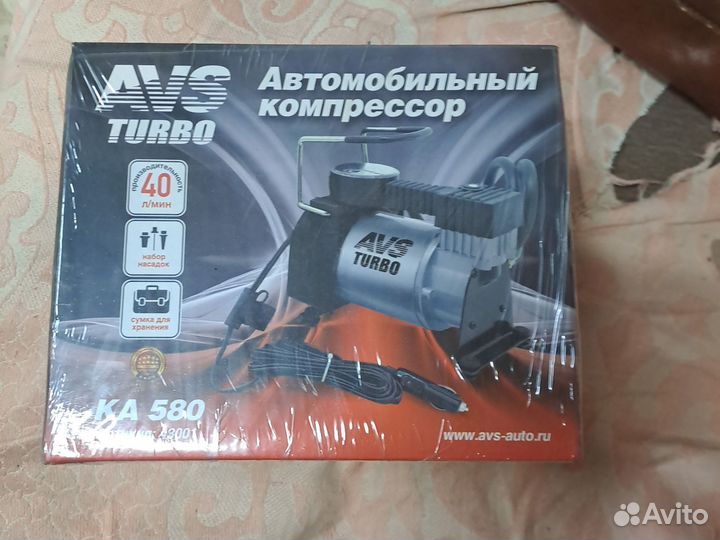 AVS
TURBO
Автомобильный
компрессор
производительность
40
л/мин
набор
насадок
сумка для
хранения
AVS
TURBO
KA 580
43001
www.avs-auto.ru
Avito